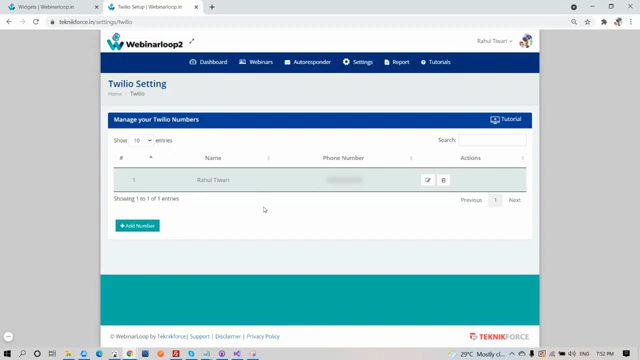 Widgets | Webinarloop.in
Twilio Setup | Webinarloop.in
teknikforce.in/settings/twilio
Webinarloop2
Rahul Tiwari
Dashboard Webinars Autoresponder Settings Report Tutorials
Twilio Setting
Home Twilio
Manage your Twilio Numbers
Tutorial
Show 10 entries
Search:
# Name Phone Number Actions
1 Rahul Tiwari
Showing 1 to 1 of 1 entries
Previous 1 Next
+ Add Number
© WebinarLoop by Teknikforce | Support | Disclaimer | Privacy Policy
TEKNIKFORCE
29°C Mostly cl...
7:52 PM